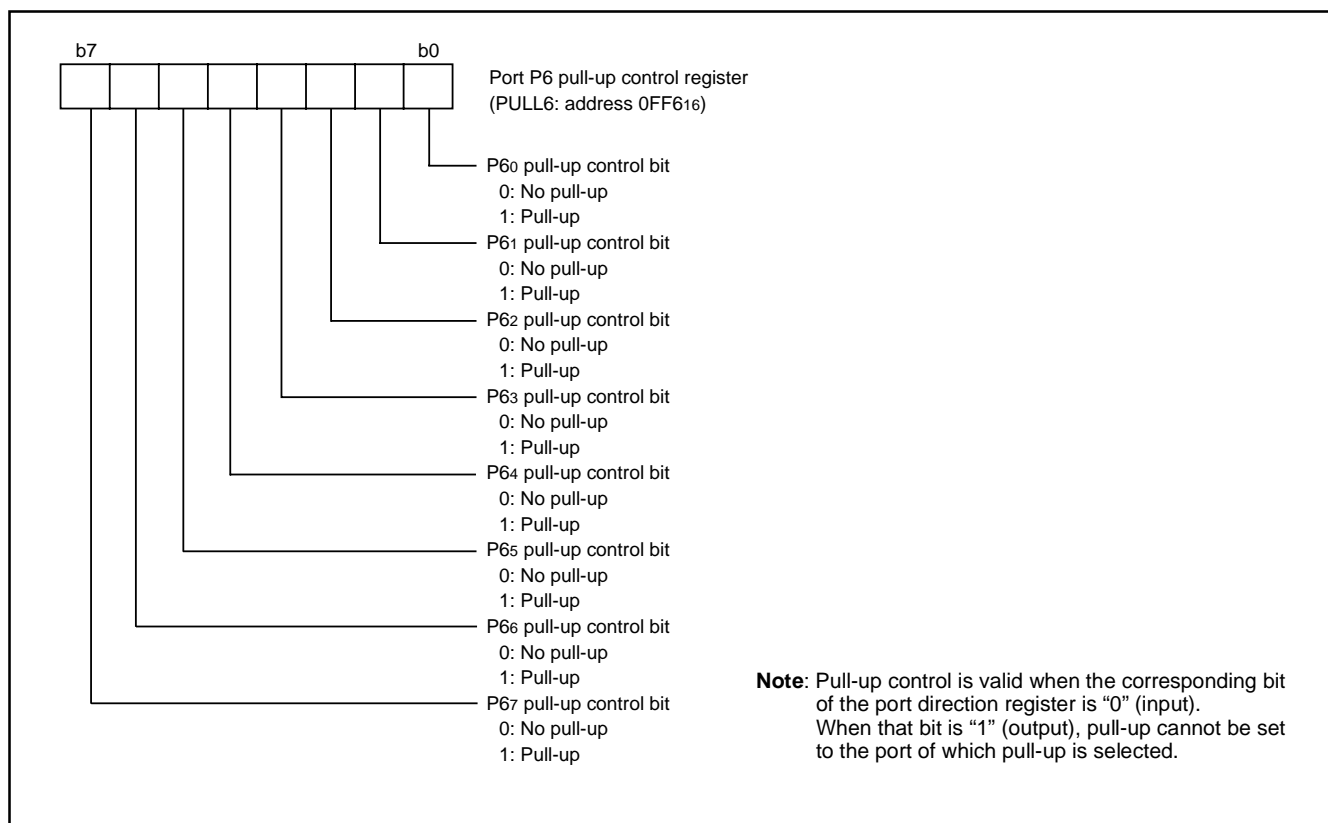 b7 b0
Port P6 pull-up control register
(PULL6: address 0FF616)
P60 pull-up control bit
0: No pull-up
1: Pull-up
P61 pull-up control bit
0: No pull-up
1: Pull-up
P62 pull-up control bit
0: No pull-up
1: Pull-up
P63 pull-up control bit
0: No pull-up
1: Pull-up
P64 pull-up control bit
0: No pull-up
1: Pull-up
P65 pull-up control bit
0: No pull-up
1: Pull-up
P66 pull-up control bit
0: No pull-up
1: Pull-up
P67 pull-up control bit
0: No pull-up
1: Pull-up
Note: Pull-up control is valid when the corresponding bit
of the port direction register is “0” (input).
When that bit is “1” (output), pull-up cannot be set
to the port of which pull-up is selected.